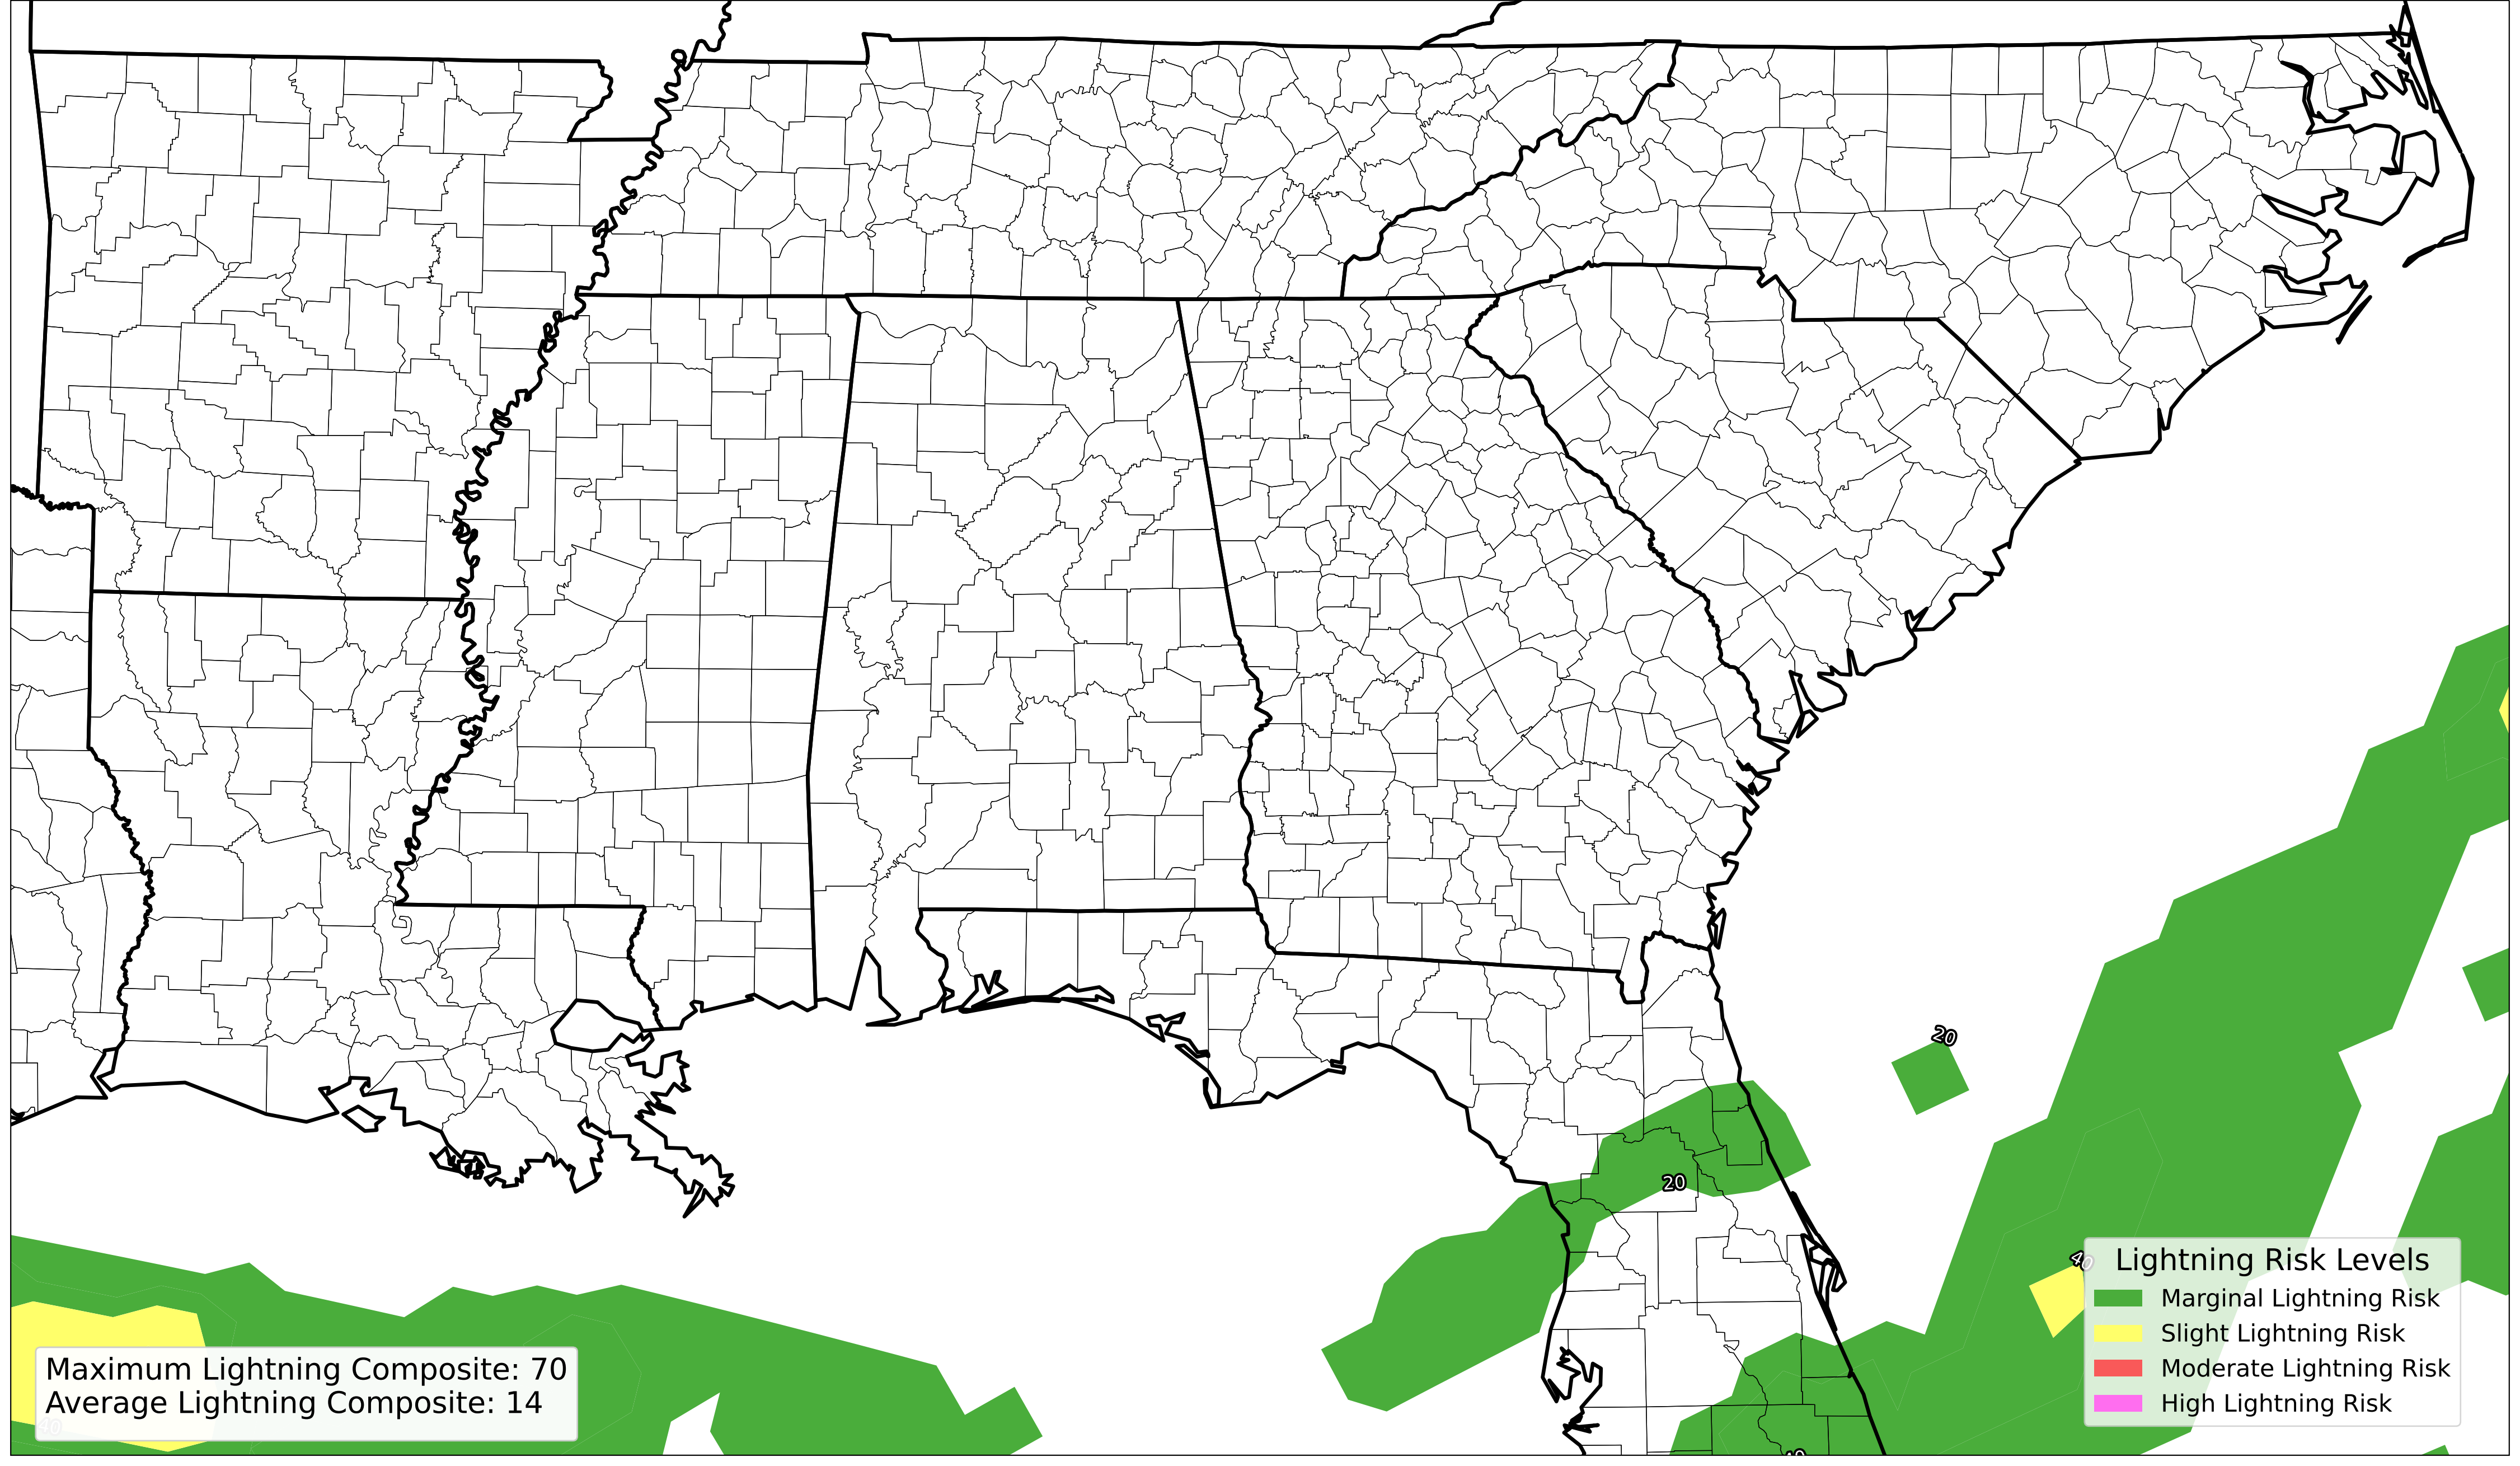 20
20
40
Lightning Risk Levels
Marginal Lightning Risk
Slight Lightning Risk
Moderate Lightning Risk
High Lightning Risk
Maximum Lightning Composite: 70
Average Lightning Composite: 14
40